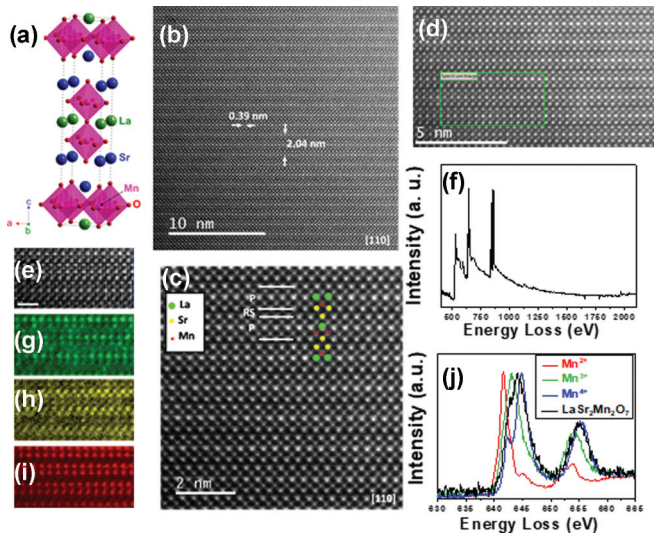 (a)
La
Sr
Mn
O
c
a
b
(b)
0.39 nm
2.04 nm
10 nm
[110]
(c)
La
Sr
Mn
P
RS
P
2 nm
[110]
(d)
5 nm
(e)
(g)
(h)
(i)
(f)
Intensity (a. u.)
500 750 1000 1250 1500 1750 2000
Energy Loss (eV)
(j)
Mn²⁺
Mn³⁺
Mn⁴⁺
LaSr₂Mn₂O₇
Intensity (a.u.)
630 635 640 645 650 655 660 665
Energy Loss (eV)